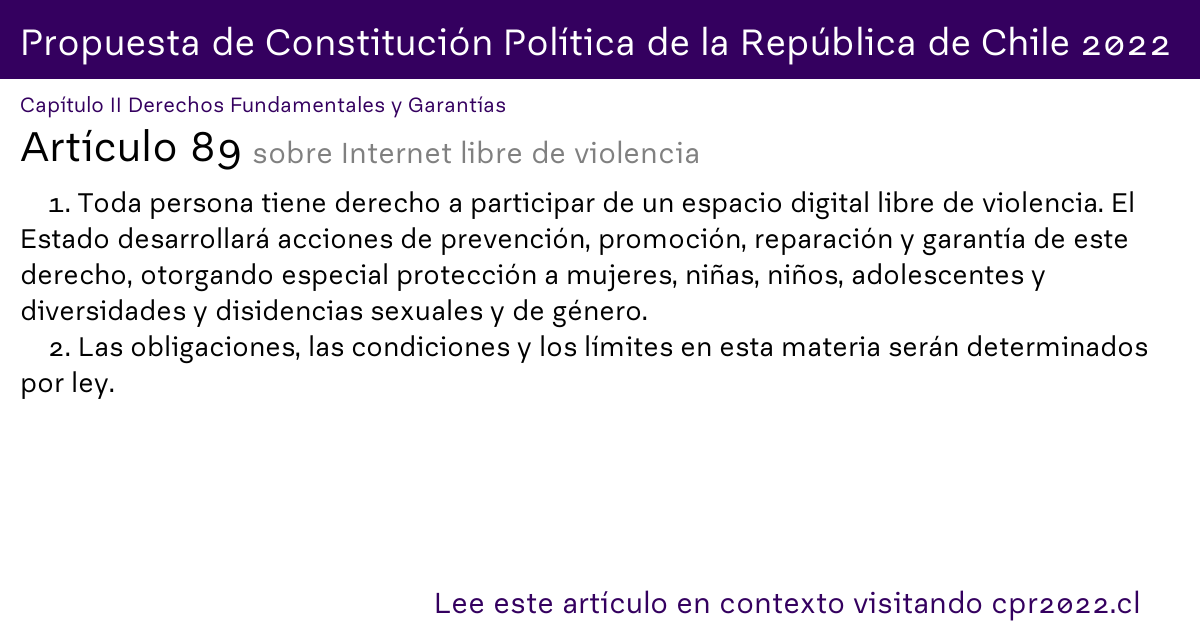 Propuesta de Constitución Política de la República de Chile 2022
Capítulo II Derechos Fundamentales y Garantías
Artículo 89 sobre Internet libre de violencia
1. Toda persona tiene derecho a participar de un espacio digital libre de violencia. El
Estado desarrollará acciones de prevención, promoción, reparación y garantía de este
derecho, otorgando especial protección a mujeres, niñas, niños, adolescentes y
diversidades y disidencias sexuales y de género.
2. Las obligaciones, las condiciones y los límites en esta materia serán determinados
por ley.
Lee este artículo en contexto visitando cpr2022.cl